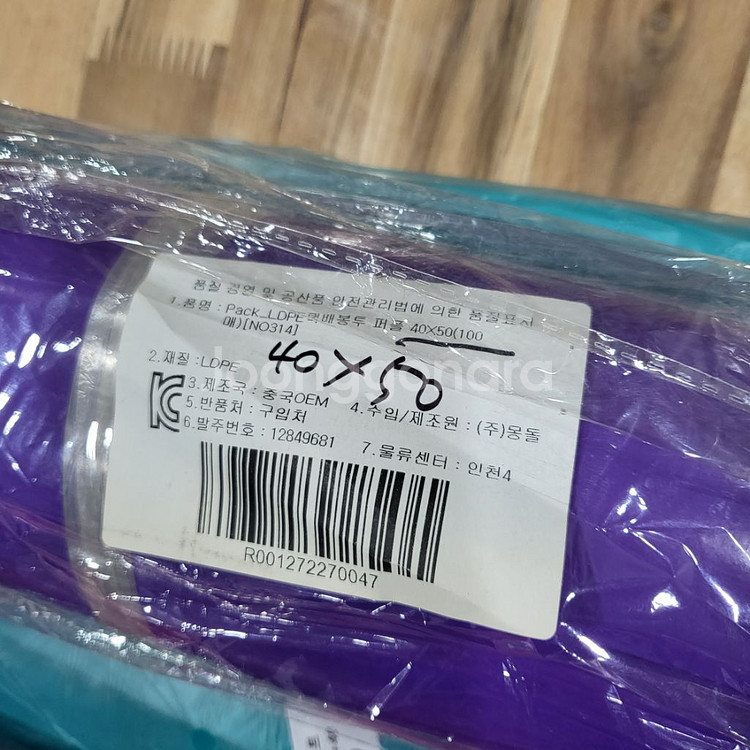 품질 경영 및 공산품 안전관리법에 의한 품질표시
1.품명 : Pack_LDPE택배봉투 퍼플 40X50(100
매)[NO314]
40X50
2.재질 :LDPE
3.제조국 : 중국OEM 4.수입/제조원 : (주)몽돌
5.반품처 : 구입처
6.발주번호 : 12849681 7.물류센터 : 인천4
R001272270047
joonggonara